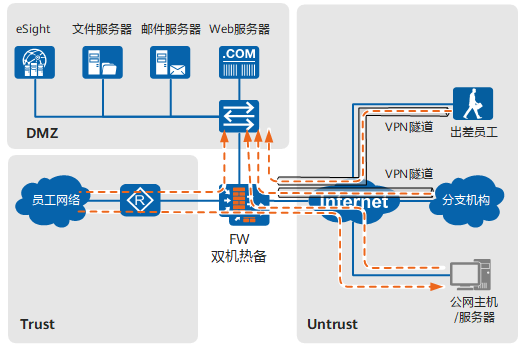 eSight
文件服务器
邮件服务器
Web服务器
.COM
DMZ
VPN隧道
出差员工
VPN隧道
员工网络
R
Internet
分支机构
FW
双机热备
公网主机
/服务器
Trust
Untrust